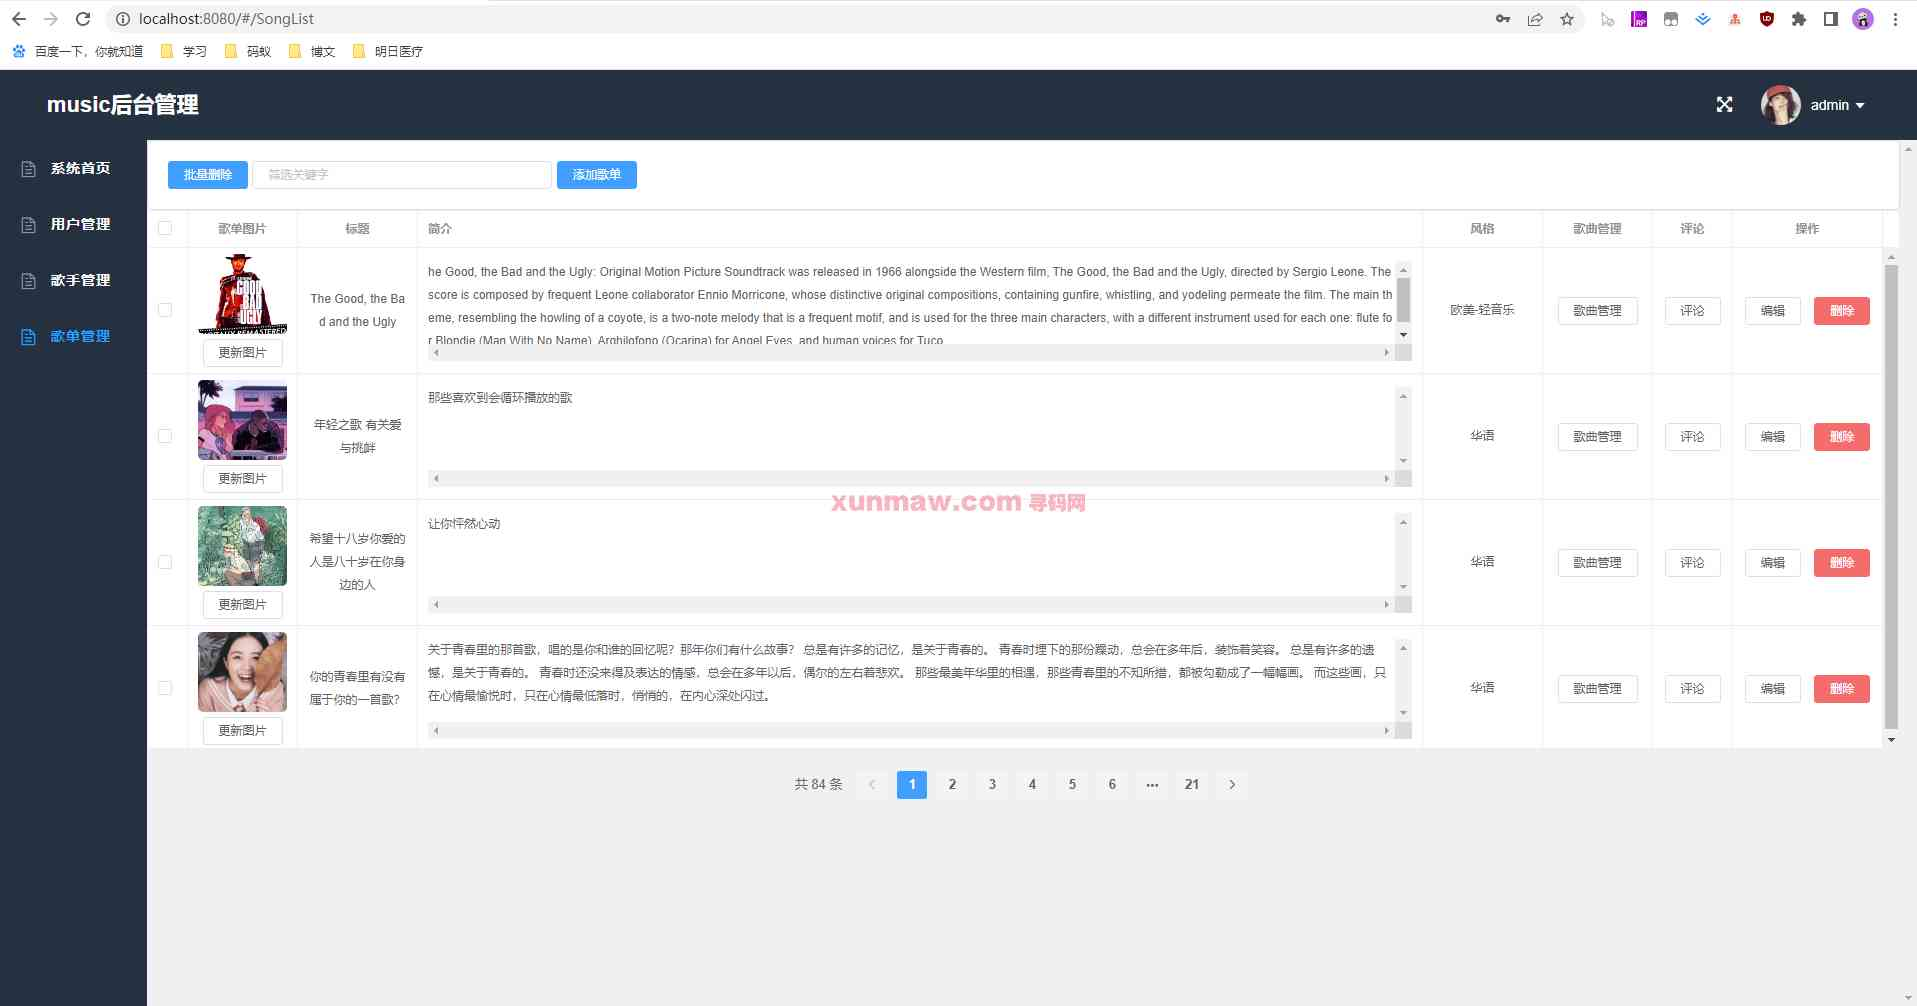 localhost:8080/#/SongList
百度一下，你就知道 学习 码蚁 博文 明日医疗
music后台管理
admin
系统首页
用户管理
歌手管理
歌单管理
批量删除 筛选关键字 添加歌单
歌单图片 标题 简介 风格 歌曲管理 评论 操作
The Good, the Ba
d and the Ugly
he Good, the Bad and the Ugly: Original Motion Picture Soundtrack was released in 1966 alongside the Western film, The Good, the Bad and the Ugly, directed by Sergio Leone. The
score is composed by frequent Leone collaborator Ennio Morricone, whose distinctive original compositions, containing gunfire, whistling, and yodeling permeate the film. The main th
eme, resembling the howling of a coyote, is a two-note melody that is a frequent motif, and is used for the three main characters, with a different instrument used for each one: flute fo
r Blondie (Man With No Name), Arghilofono (Ocarina) for Angel Eyes, and human voices for Tuco.
欧美-轻音乐 歌曲管理 评论 编辑 删除
更新图片
年轻之歌 有关爱
与挑衅
那些喜欢到会循环播放的歌
华语 歌曲管理 评论 编辑 删除
更新图片
xunmaw.com 寻码网
希望十八岁你爱的
人是八十岁在你身
边的人
让你怦然心动
华语 歌曲管理 评论 编辑 删除
更新图片
你的青春里有没有
属于你的一首歌?
关于青春里的那首歌，唱的是你和谁的回忆呢？那年你们有什么故事？ 总是有许多的记忆，是关于青春的。 青春时埋下的那份躁动，总会在多年后，装饰着笑容。 总是有许多的遗
憾，是关于青春的。 青春时还没来得及表达的情感，总会在多年以后，偶尔的左右着悲欢。 那些最美年华里的相遇，那些青春里的不知所措，都被勾勒成了一幅幅画。 而这些画，只
在心情最愉悦时，只在心情最低落时，悄悄的，在内心深处闪过。
华语 歌曲管理 评论 编辑 删除
更新图片
共 84 条 1 2 3 4 5 6 ••• 21